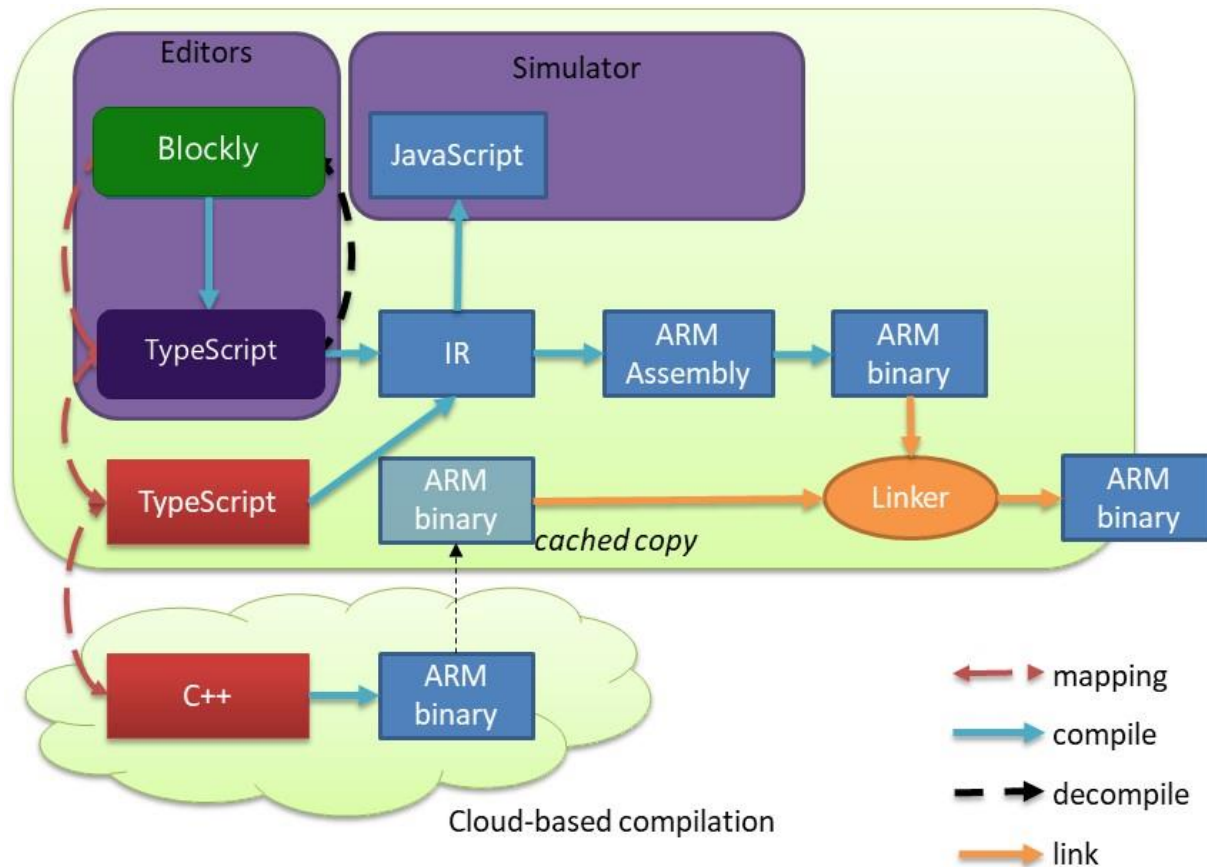 Editors
Simulator
Blockly
JavaScript
TypeScript
IR
ARM
Assembly
ARM
binary
TypeScript
ARM
binary
cached copy
Linker
ARM
binary
C++
ARM
binary
Cloud-based compilation
mapping
compile
decompile
link